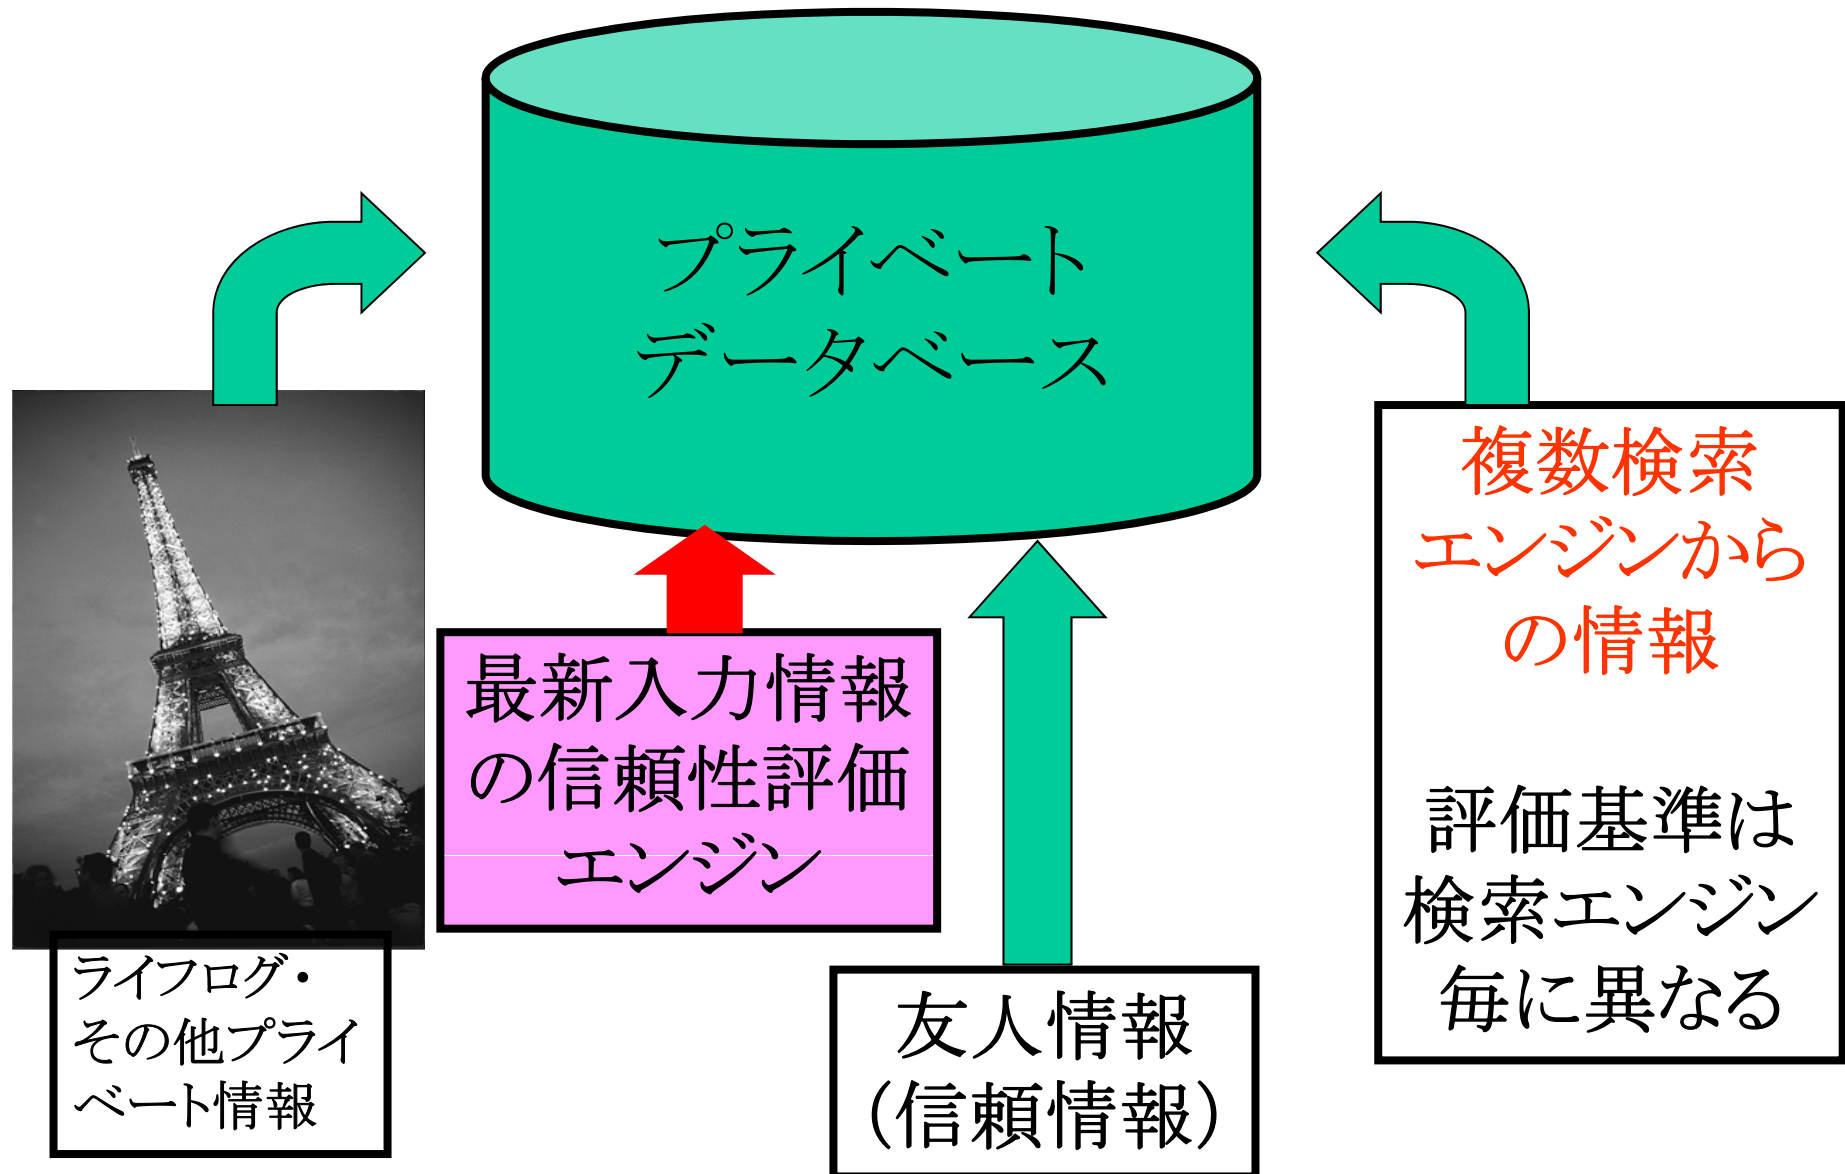 プライベート
データベース
複数検索
エンジンから
の情報
評価基準は
検索エンジン
毎に異なる
最新入力情報
の信頼性評価
エンジン
ライフログ・
その他プライ
ベート情報
友人情報
（信頼情報）